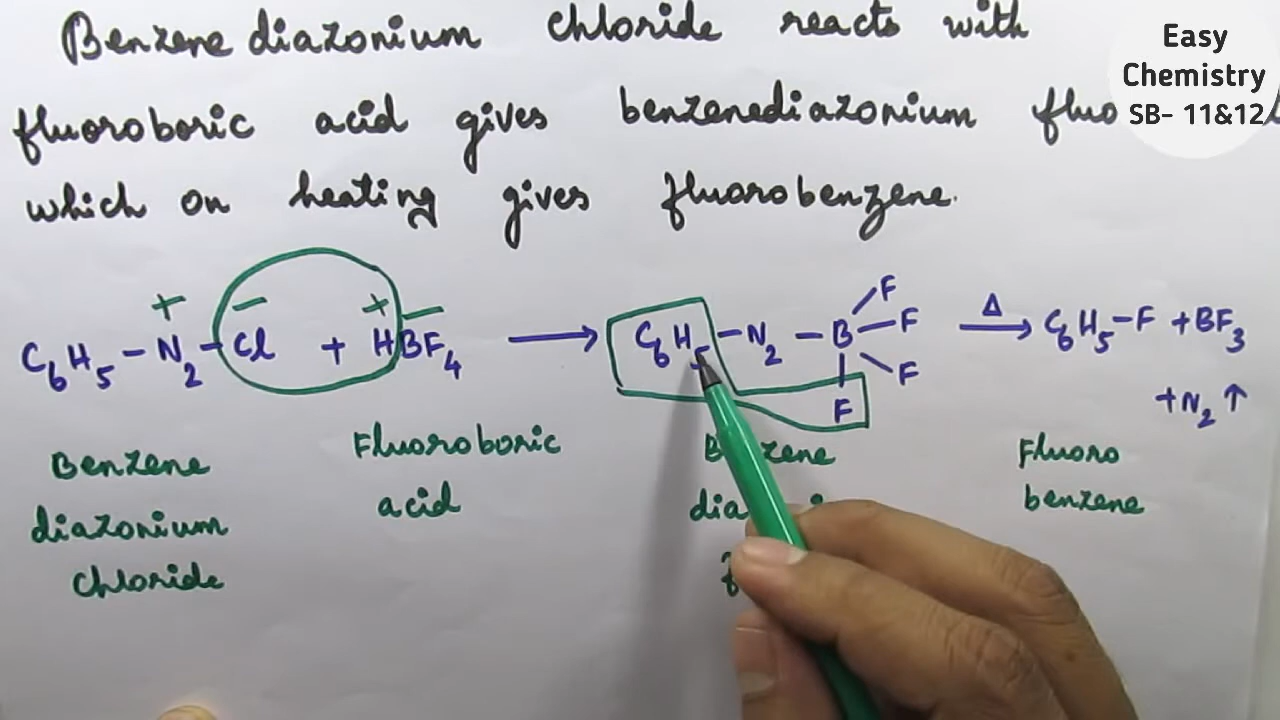 Benzene diazonium chloride reacts with
fluoroboric acid gives benzenediazonium
which on heating gives fluorobenzene.
Easy
Chemistry
SB- 11&12
+ − + −
C6H5 – N2 – Cl + HBF4 ⟶ C6H5 – N2 – B F F F F Δ⟶ C6H5 – F + BF3
+ N2 ↑
Benzene diazonium chloride
Fluoroboric acid
Fluoro benzene